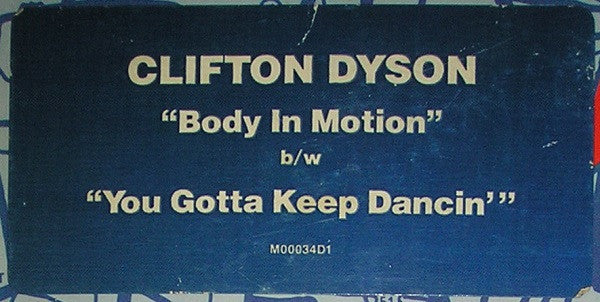 CLIFTON DYSON
“Body In Motion”
b/w
“You Gotta Keep Dancin’”
M00034D1